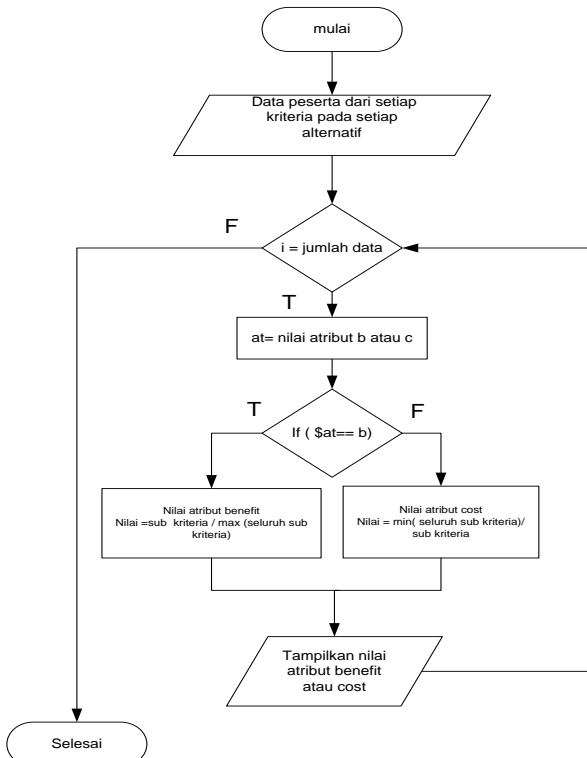 mulai
Data peserta dari setiap
kriteria pada setiap
alternatif
F
i = jumlah data
T
at= nilai atribut b atau c
T
If ( $at== b)
F
Nilai atribut benefit
Nilai =sub kriteria / max (seluruh sub
kriteria)
Nilai atribut cost
Nilai = min( seluruh sub kriteria)/
sub kriteria
Tampilkan nilai
atribut benefit
atau cost
Selesai